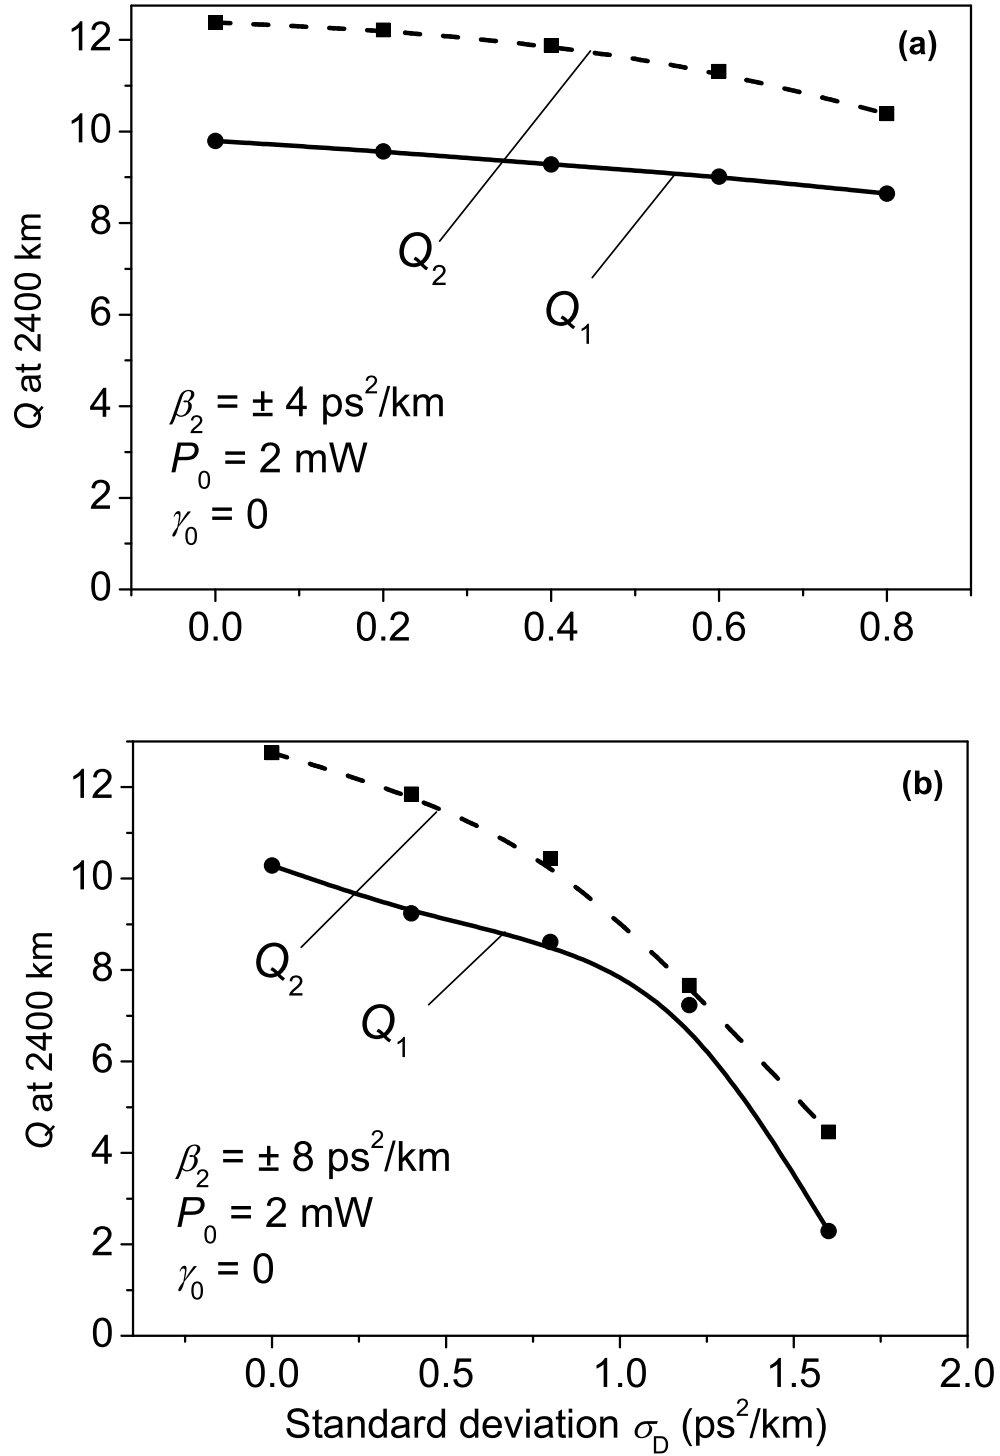 12
10
8
6
4
2
0
Q at 2400 km
(a)
Q₂
Q₁
β₂ = ± 4 ps²/km
P₀ = 2 mW
γ₀ = 0
0.0 0.2 0.4 0.6 0.8
12
10
8
6
4
2
0
Q at 2400 km
(b)
Q₂
Q₁
β₂ = ± 8 ps²/km
P₀ = 2 mW
γ₀ = 0
0.0 0.5 1.0 1.5 2.0
Standard deviation σ_D (ps²/km)